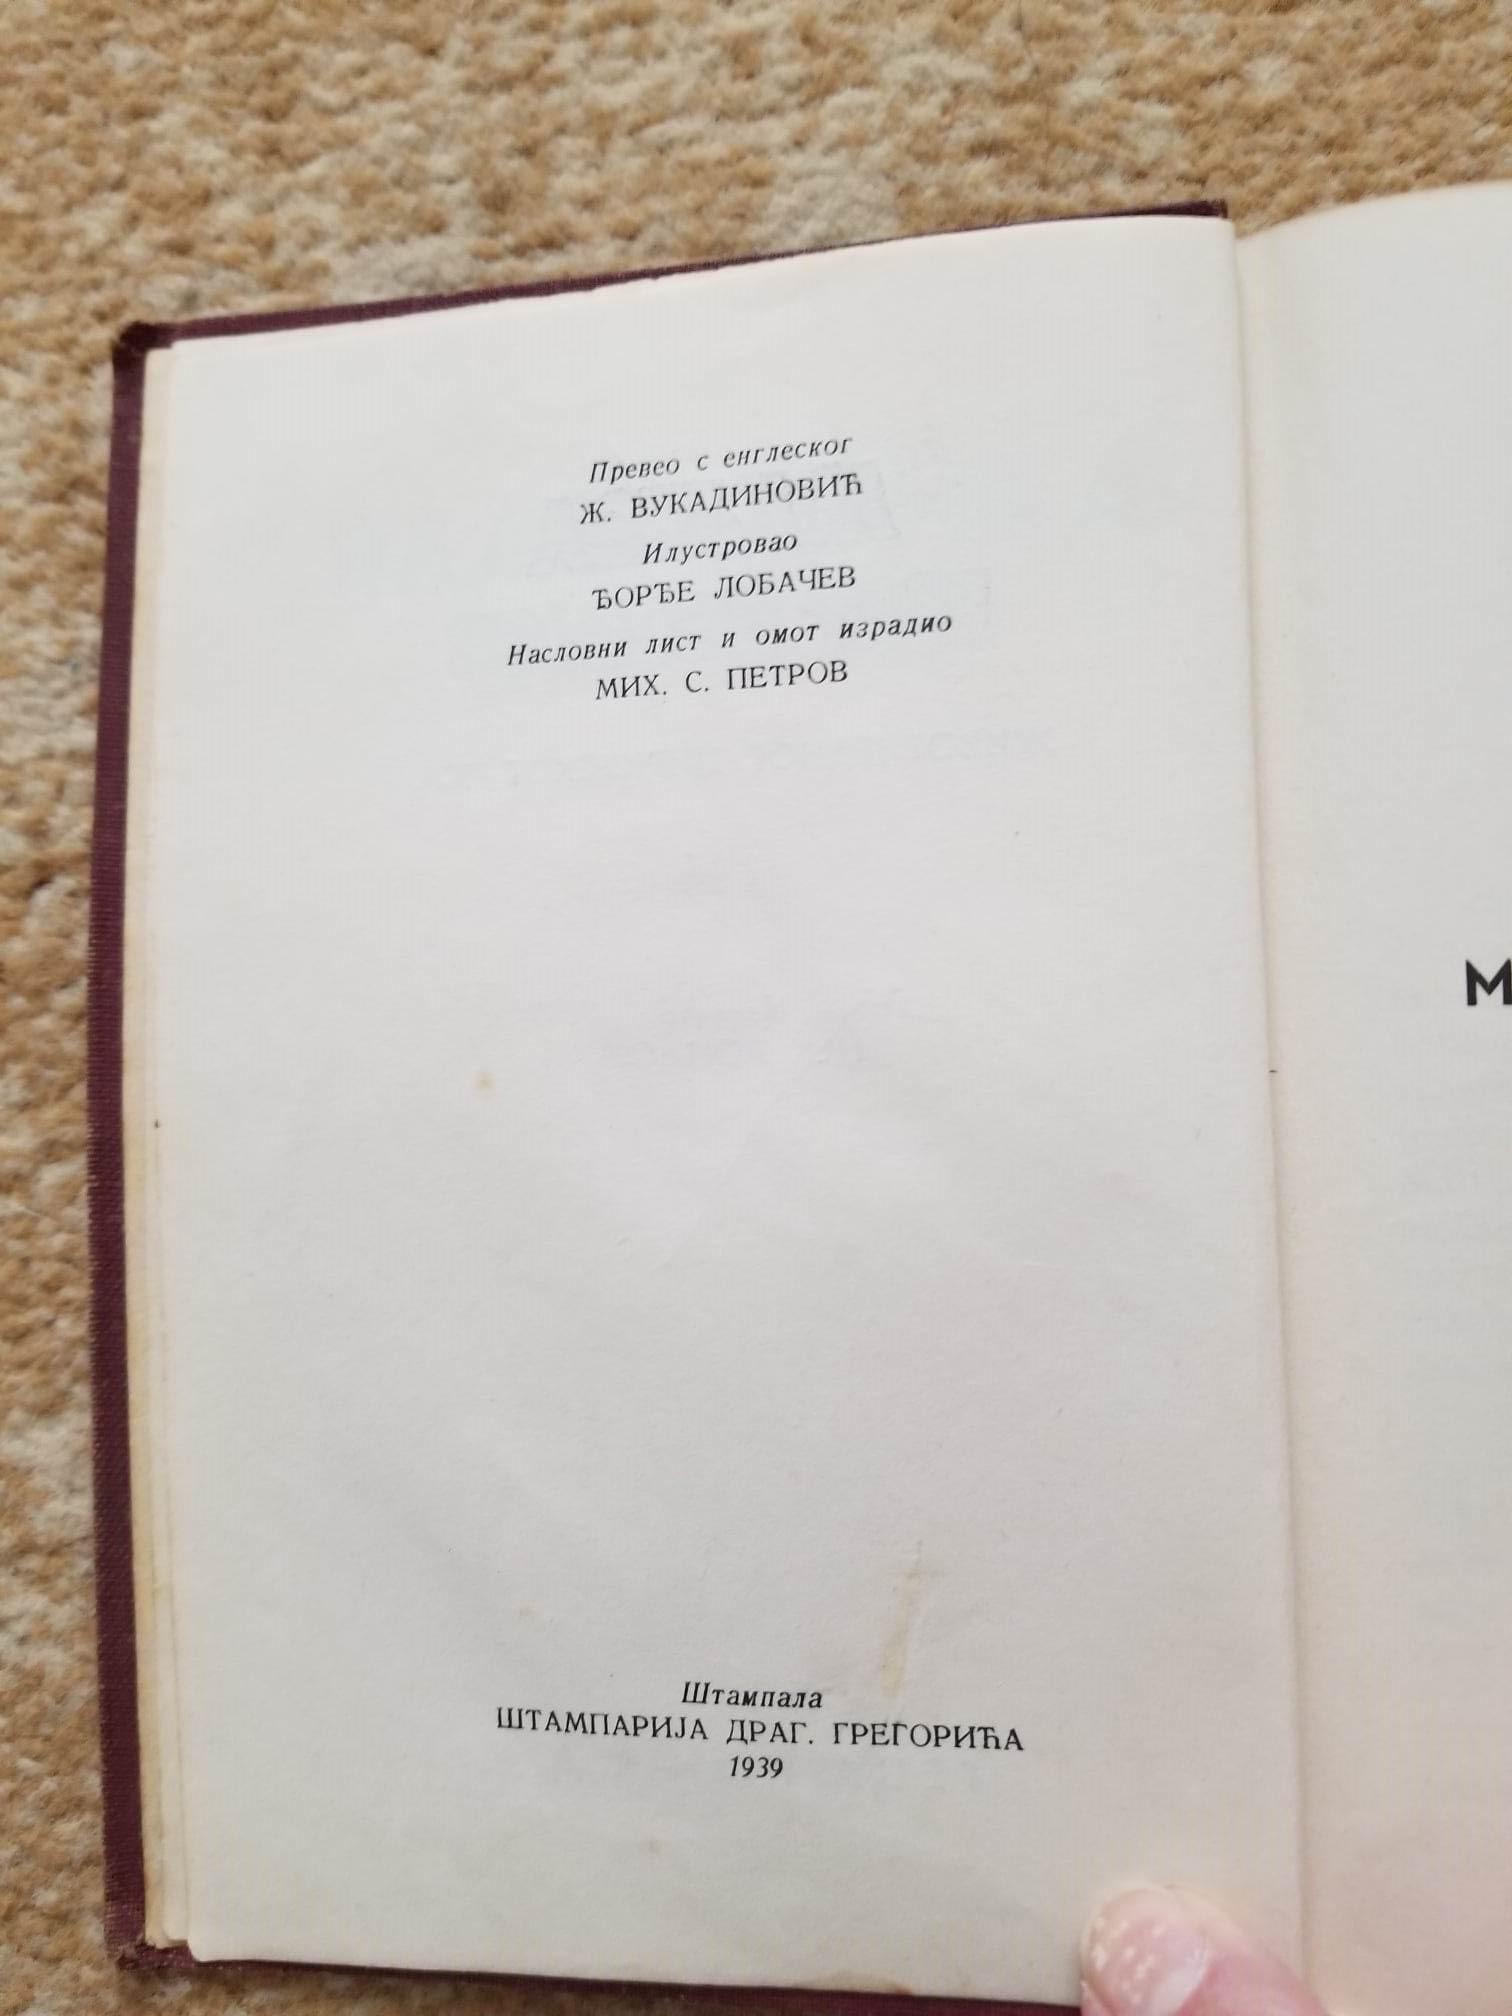 Превео с енглеског
Ж. ВУКАДИНОВИЋ
Илустровао
ЂОРЂЕ ЛОБАЧЕВ
Насловни лист и омот израдио
МИХ. С. ПЕТРОВ
Штампала
ШТАМПАРИЈА ДРАГ. ГРЕГОРИЋА
1939